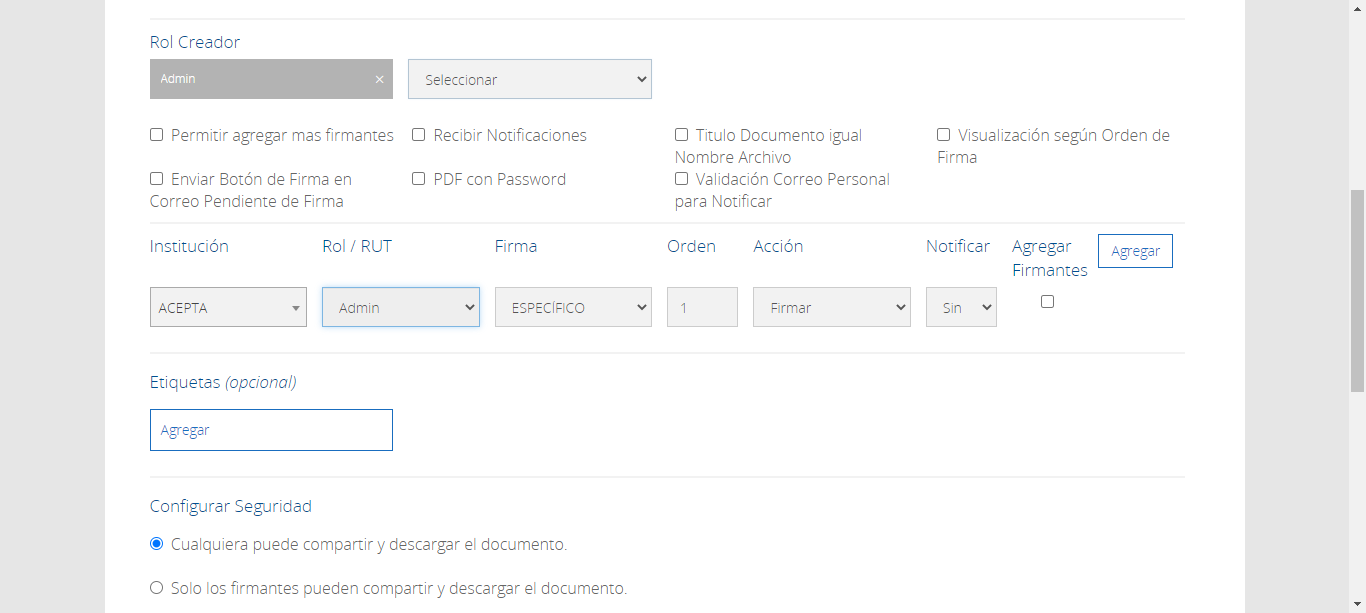 Rol Creador
Admin ×
Seleccionar
Permitir agregar mas firmantes
Recibir Notificaciones
Titulo Documento igual
Nombre Archivo
Visualización según Orden de
Firma
Enviar Botón de Firma en
Correo Pendiente de Firma
PDF con Password
Validación Correo Personal
para Notificar
Institución
Rol / RUT
Firma
Orden
Acción
Notificar
Agregar
Firmantes
Agregar
ACEPTA
Admin
ESPECÍFICO
1
Firmar
Sin
Etiquetas (opcional)
Agregar
Configurar Seguridad
Cualquiera puede compartir y descargar el documento.
Solo los firmantes pueden compartir y descargar el documento.